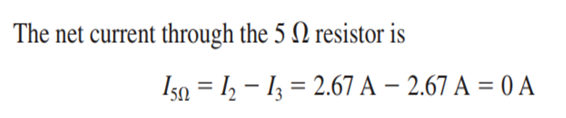 The net current through the 5 Ω resistor is
I₅Ω = I₂ − I₃ = 2.67 A − 2.67 A = 0 A